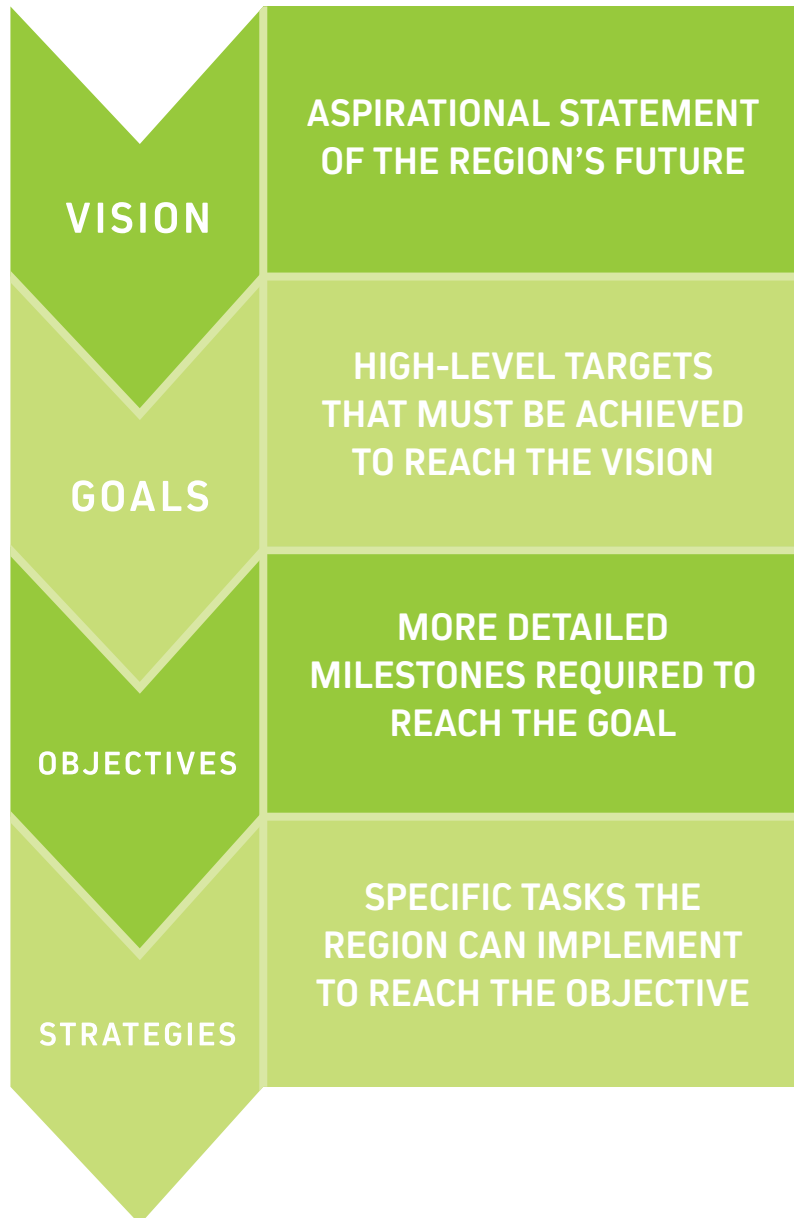 VISION
ASPIRATIONAL STATEMENT
OF THE REGION’S FUTURE
GOALS
HIGH-LEVEL TARGETS
THAT MUST BE ACHIEVED
TO REACH THE VISION
OBJECTIVES
MORE DETAILED
MILESTONES REQUIRED TO
REACH THE GOAL
STRATEGIES
SPECIFIC TASKS THE
REGION CAN IMPLEMENT
TO REACH THE OBJECTIVE